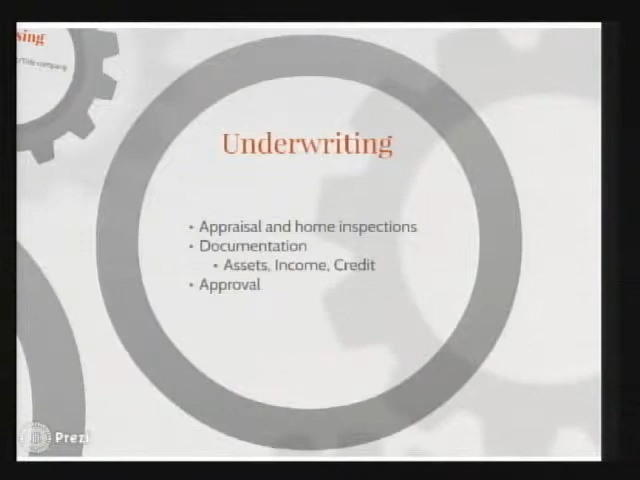 sing
Underwriting
• Appraisal and home inspections
• Documentation
• Assets, Income, Credit
• Approval
Prezi